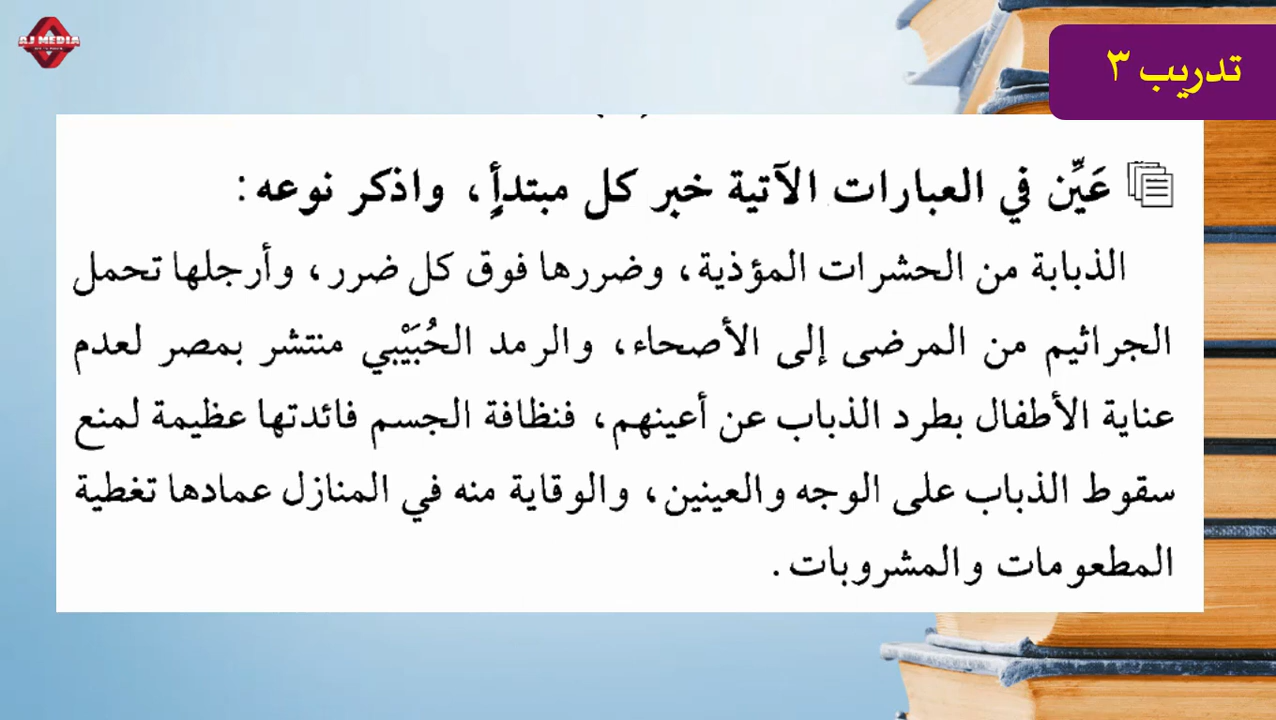 AJ MEDIA
تدريب ٣
عَيِّن في العبارات الآتية خبر كل مبتدأٍ، واذكر نوعه:
الذبابة من الحشرات المؤذية، وضررها فوق كل ضرر، وأرجلها تحمل
الجراثيم من المرضى إلى الأصحاء، والرمد الحُبَيْبي منتشر بمصر لعدم
عناية الأطفال بطرد الذباب عن أعينهم، فنظافة الجسم فائدتها عظيمة لمنع
سقوط الذباب على الوجه والعينين، والوقاية منه في المنازل عمادها تغطية
المطعومات والمشروبات.